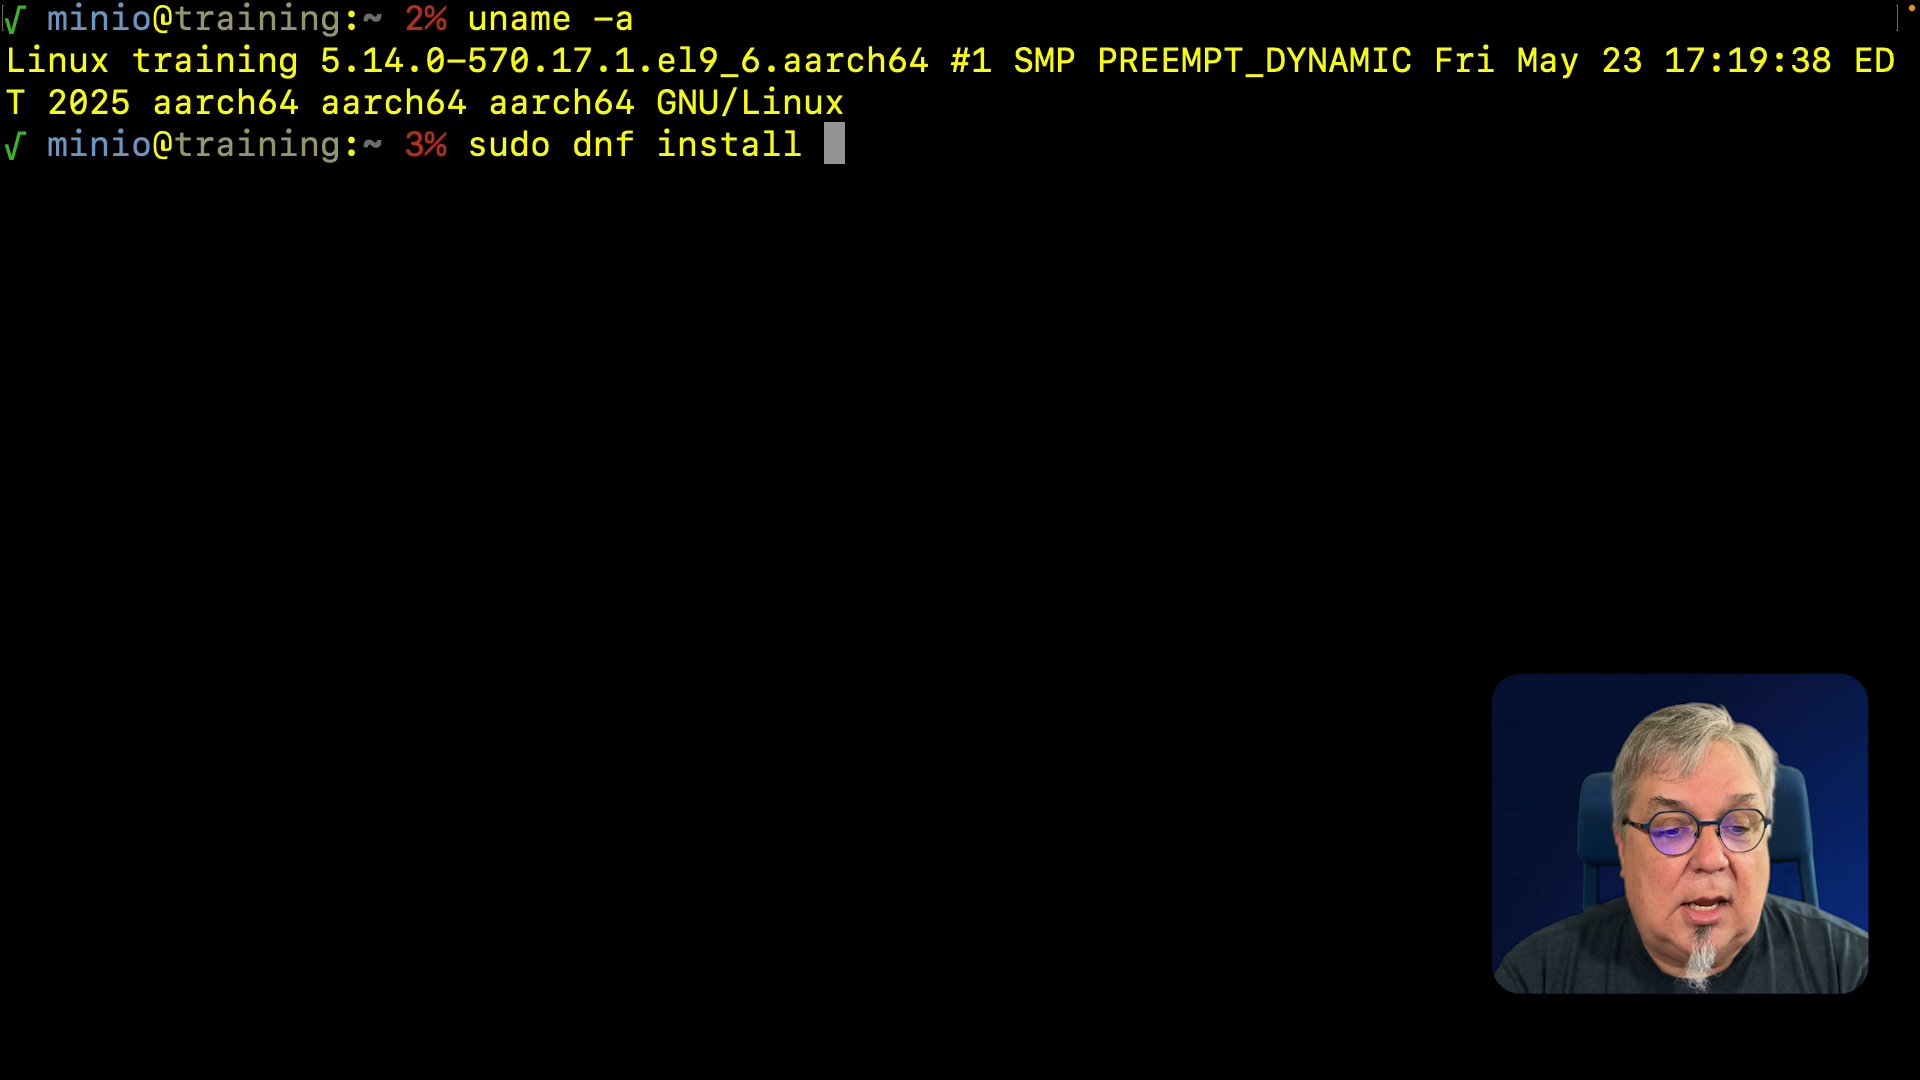 √ minio@training:~ 2% uname -a
Linux training 5.14.0-570.17.1.el9_6.aarch64 #1 SMP PREEMPT_DYNAMIC Fri May 23 17:19:38 ED
T 2025 aarch64 aarch64 aarch64 GNU/Linux
√ minio@training:~ 3% sudo dnf install